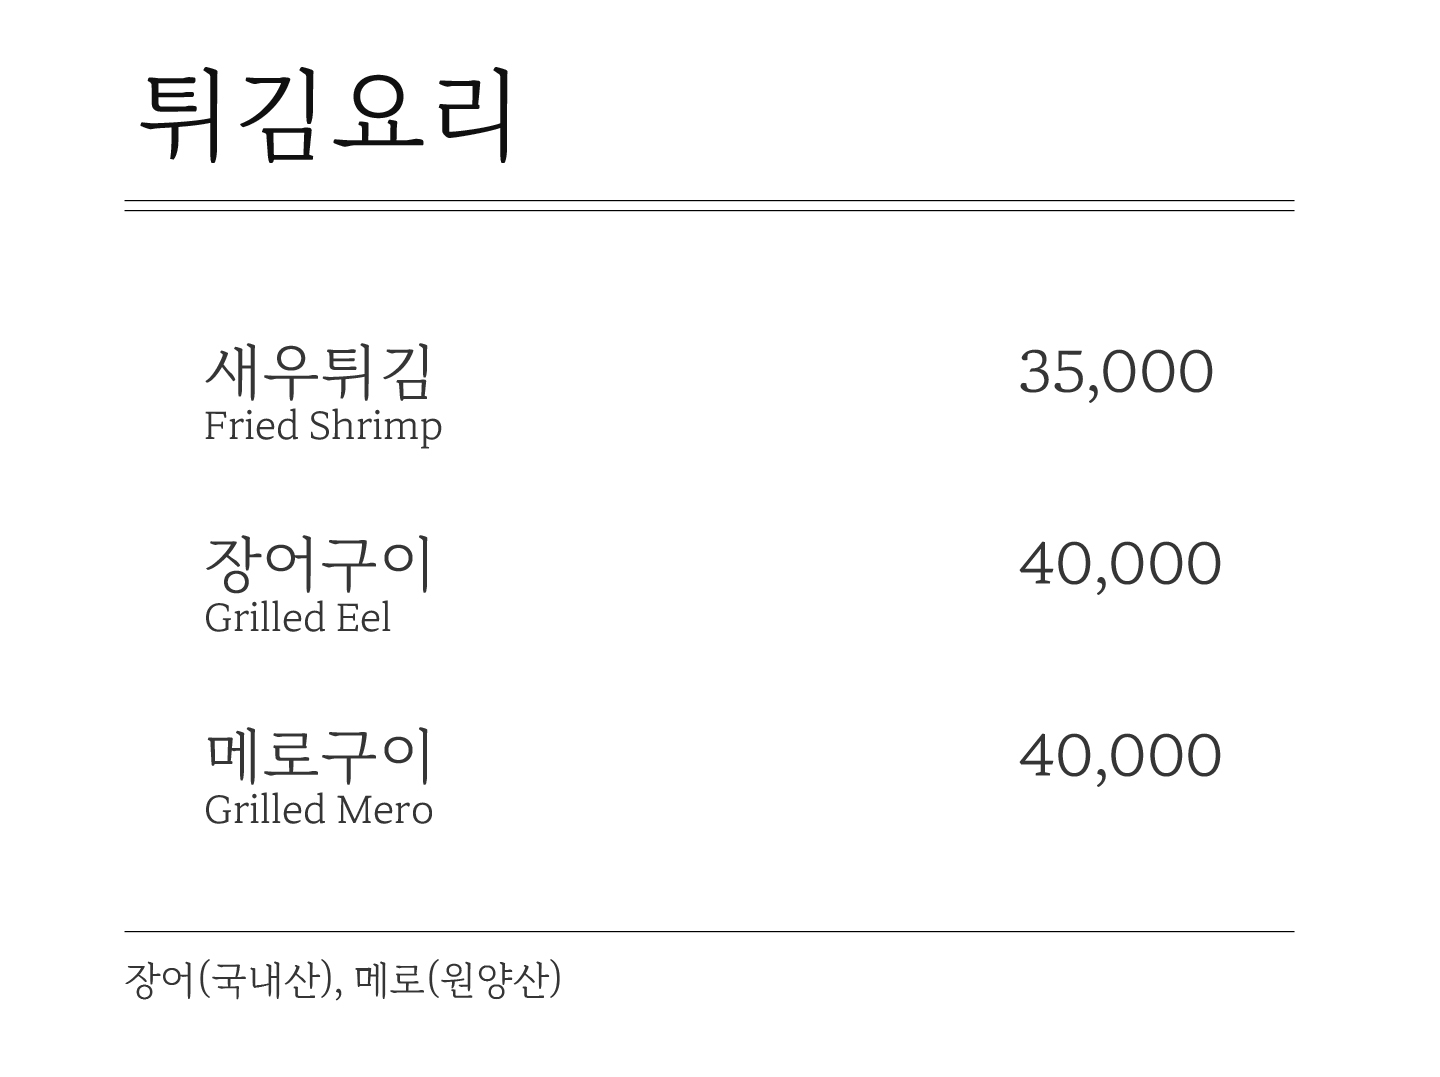 튀김요리
새우튀김 35,000
Fried Shrimp
장어구이 40,000
Grilled Eel
메로구이 40,000
Grilled Mero
장어(국내산), 메로(원양산)